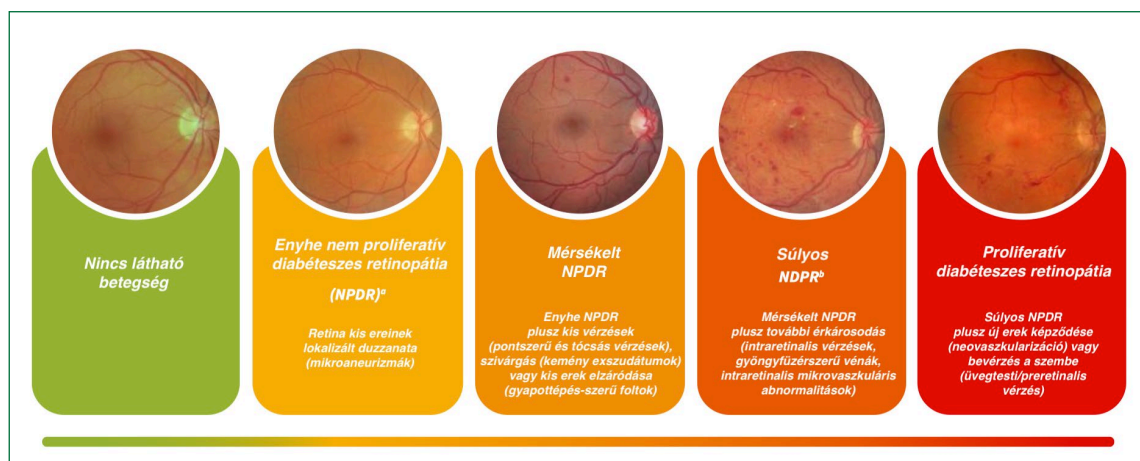 Nincs látható
betegség
Enyhe nem proliferatív
diabéteszes retinopátia
(NPDR)ᵃ
Retina kis ereinek
lokalizált duzzanata
(mikroaneurizmák)
Mérsékelt
NPDR
Enyhe NPDR
plusz kis vérzések
(pontszerű és tócsás vérzések),
szivárgás (kemény exszudátumok)
vagy kis erek elzáródása
(gyapottépés-szerű foltok)
Súlyos
NDPRᵇ
Mérsékelt NPDR
plusz további érkárosodás
(intraretinalis vérzések,
gyöngyfüzérszerű vénák,
intraretinalis mikrovaszkuláris
abnormalitások)
Proliferatív
diabéteszes retinopátia
Súlyos NPDR
plusz új erek képződése
(neovaszkularizáció) vagy
bevérzés a szembe
(üvegtesti/preretinalis
vérzés)